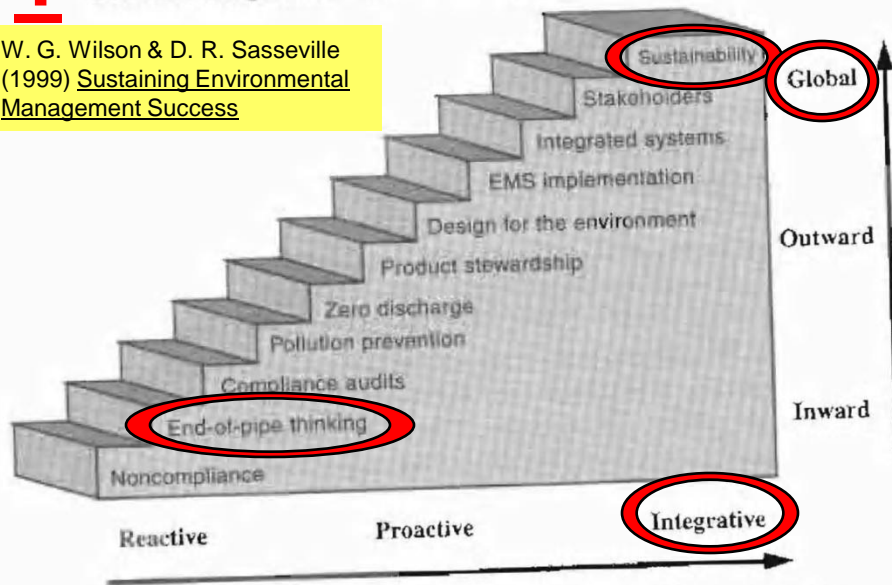 W. G. Wilson & D. R. Sasseville
(1999) Sustaining Environmental
Management Success
Sustainability
Global
Stakeholders
Integrated systems
EMS implementation
Design for the environment
Outward
Product stewardship
Zero discharge
Pollution prevention
Compliance audits
Inward
End-of-pipe thinking
Noncompliance
Reactive
Proactive
Integrative